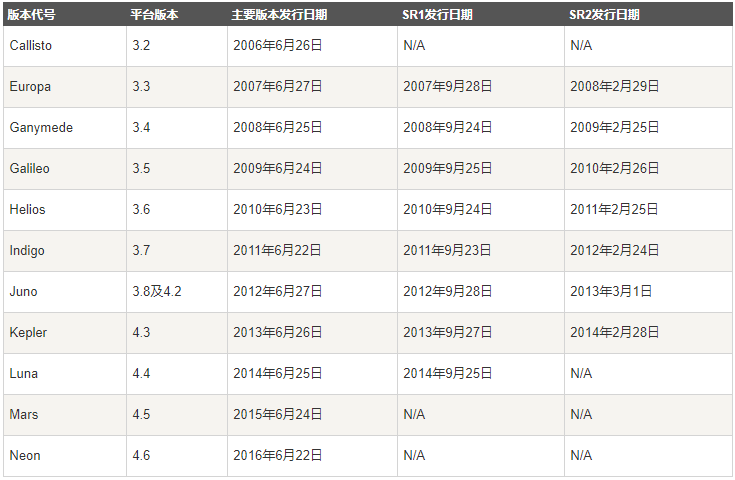 版本代号 平台版本 主要版本发行日期 SR1发行日期 SR2发行日期
Callisto 3.2 2006年6月26日 N/A N/A
Europa 3.3 2007年6月27日 2007年9月28日 2008年2月29日
Ganymede 3.4 2008年6月25日 2008年9月24日 2009年2月25日
Galileo 3.5 2009年6月24日 2009年9月25日 2010年2月26日
Helios 3.6 2010年6月23日 2010年9月24日 2011年2月25日
Indigo 3.7 2011年6月22日 2011年9月23日 2012年2月24日
Juno 3.8及4.2 2012年6月27日 2012年9月28日 2013年3月1日
Kepler 4.3 2013年6月26日 2013年9月27日 2014年2月28日
Luna 4.4 2014年6月25日 2014年9月25日 N/A
Mars 4.5 2015年6月24日 N/A N/A
Neon 4.6 2016年6月22日 N/A N/A